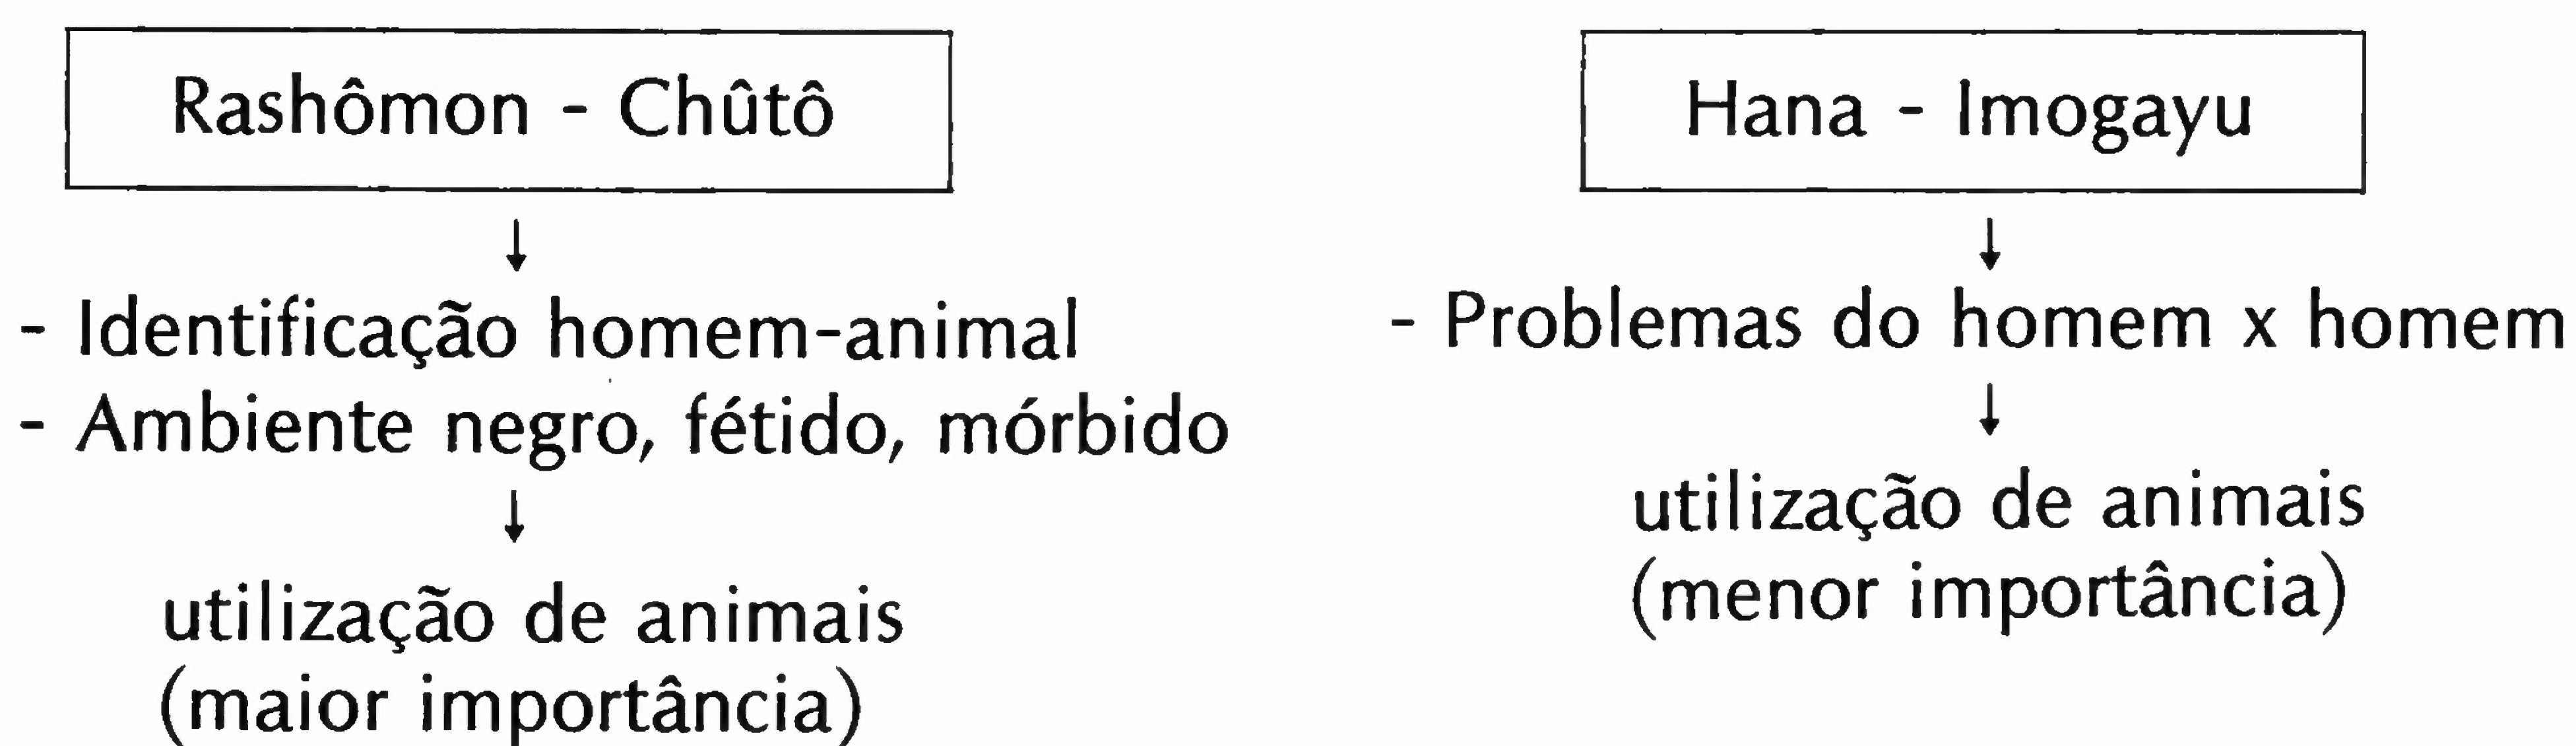 Rashômon - Chûtô
- Identificação homem-animal
- Ambiente negro, fétido, mórbido
utilização de animais
(maior importância)
Hana - Imogayu
- Problemas do homem x homem
utilização de animais
(menor importância)